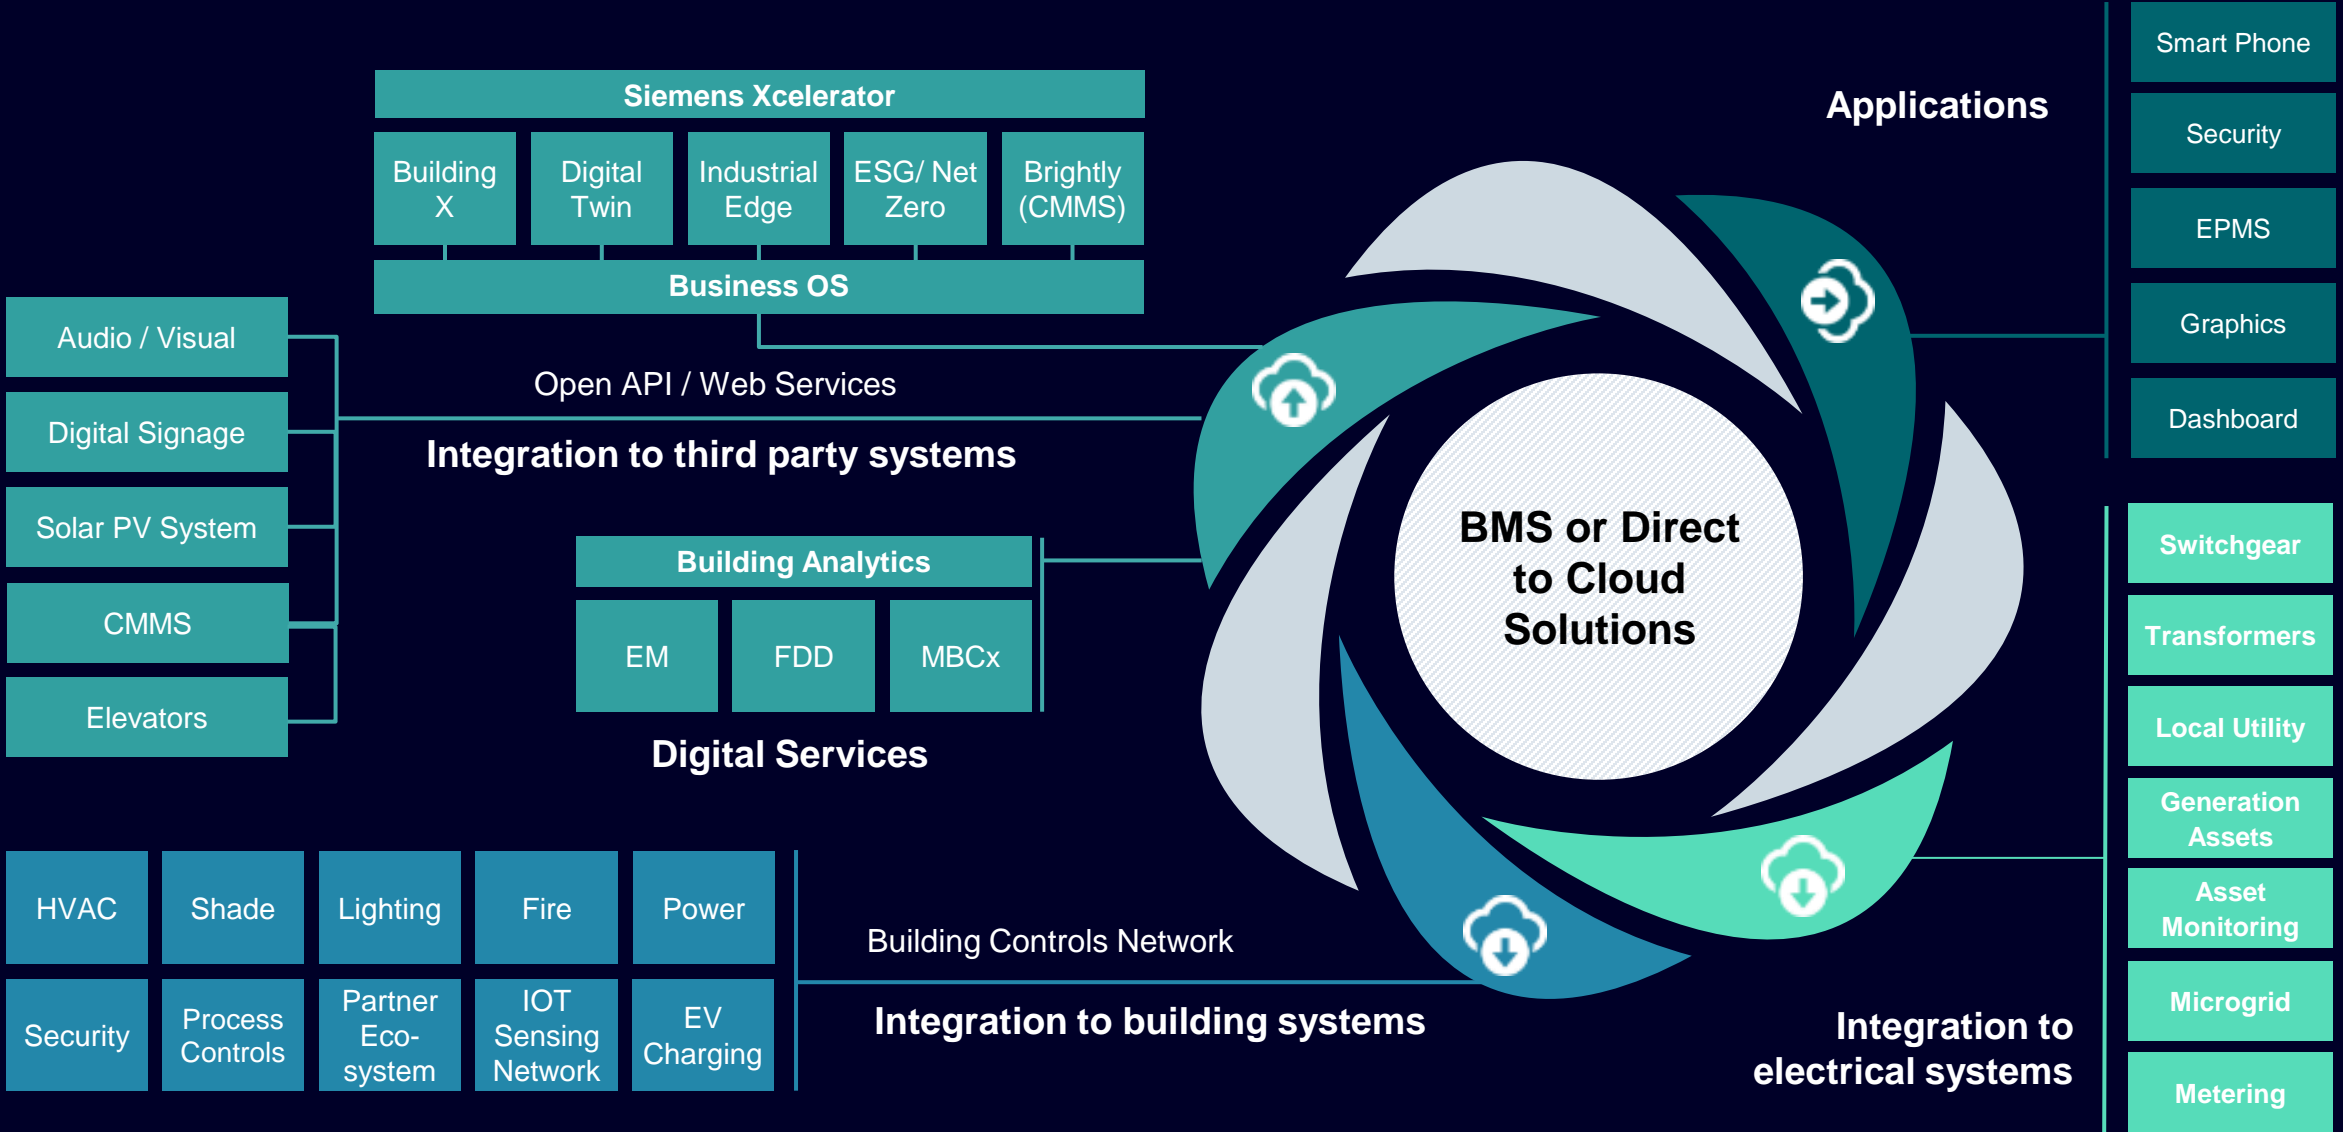 Siemens Xcelerator
Building
X
Digital
Twin
Industrial
Edge
ESG/ Net
Zero
Brightly
(CMMS)
Business OS
Audio / Visual
Digital Signage
Solar PV System
CMMS
Elevators
Open API / Web Services
Integration to third party systems
Building Analytics
EM
FDD
MBCx
Digital Services
HVAC
Shade
Lighting
Fire
Power
Security
Process
Controls
Partner
Eco-
system
IOT
Sensing
Network
EV
Charging
Building Controls Network
Integration to building systems
BMS or Direct
to Cloud
Solutions
Applications
Smart Phone
Security
EPMS
Graphics
Dashboard
Switchgear
Transformers
Local Utility
Generation
Assets
Asset
Monitoring
Microgrid
Metering
Integration to
electrical systems